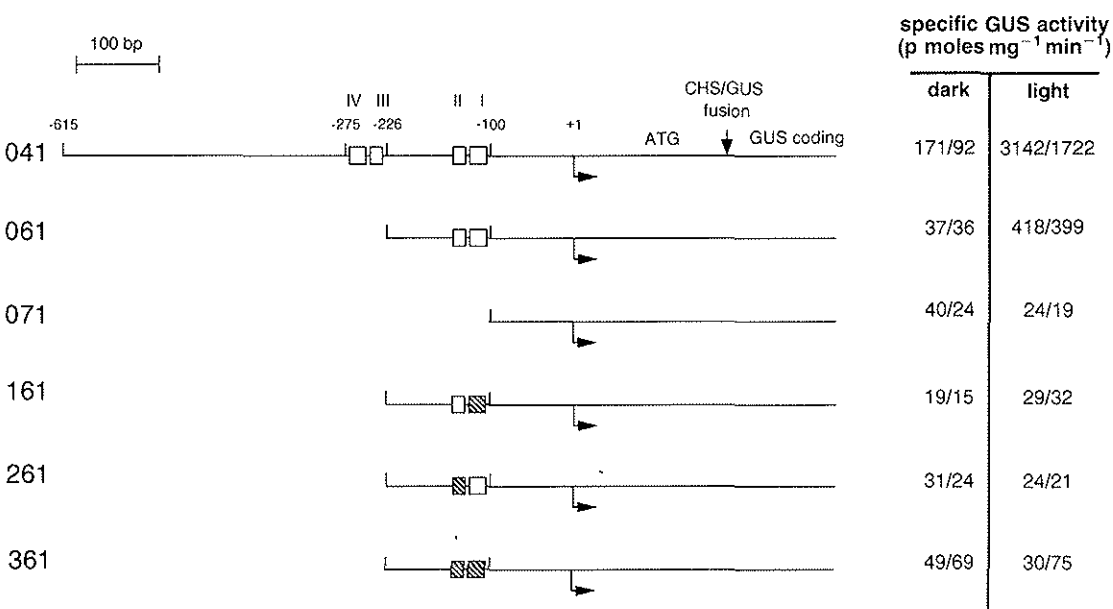 100 bp
specific GUS activity
(p moles mg⁻¹ min⁻¹)
dark light
IV III II I
CHS/GUS
fusion
-615 -275 -226 -100 +1
041 ATG GUS coding 171/92 3142/1722
061 37/36 418/399
071 40/24 24/19
161 19/15 29/32
261 31/24 24/21
361 49/69 30/75